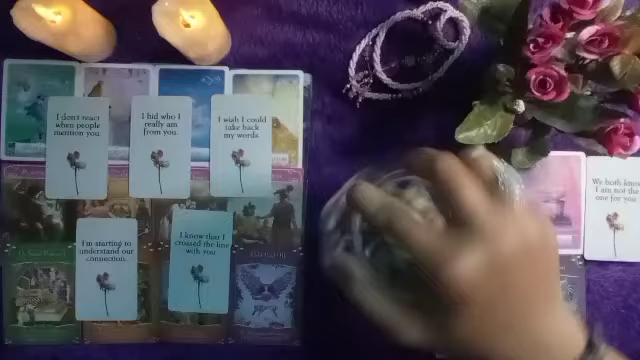 I don't react
when people
mention you.
I hid who I
really am
from you.
I wish I could
take back
my words.
We both know
I am not the
one for you
I'm starting to
understand our
connection.
I know that I
crossed the line
with you